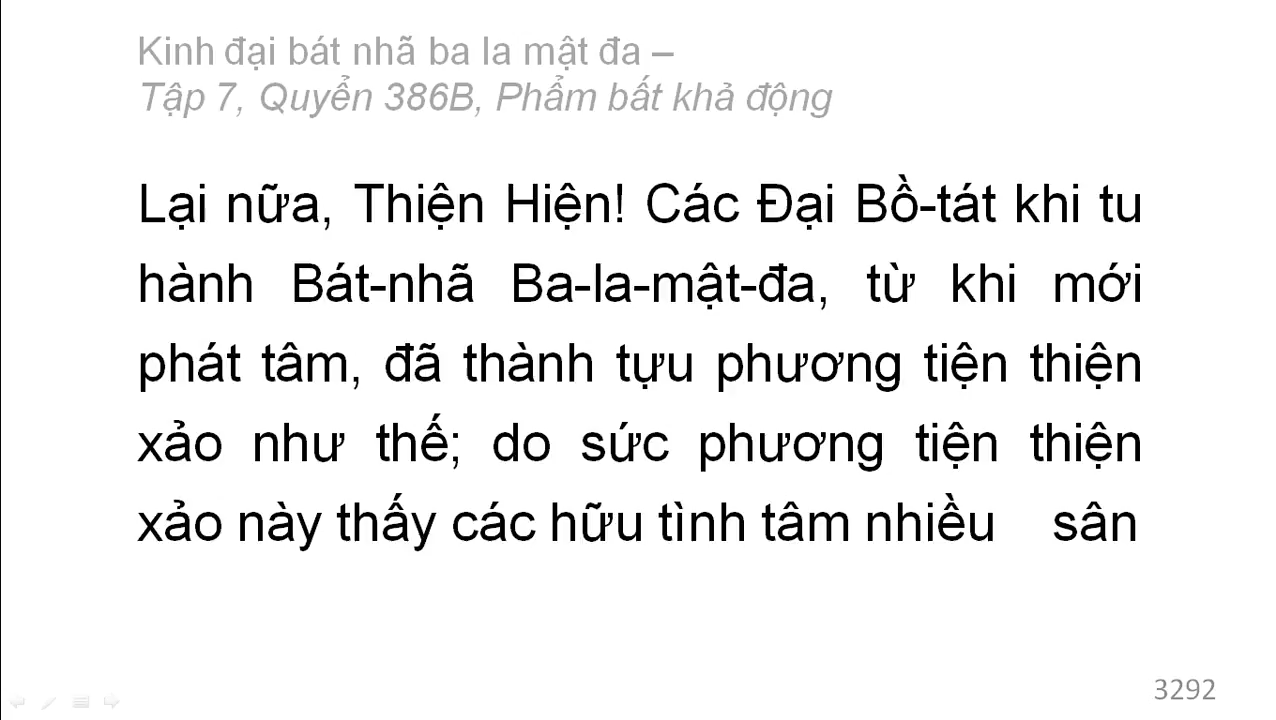 Kinh đại bát nhã ba la mật đa –
Tập 7, Quyển 386B, Phẩm bất khả động
Lại nữa, Thiện Hiện! Các Đại Bồ-tát khi tu
hành Bát-nhã Ba-la-mật-đa, từ khi mới
phát tâm, đã thành tựu phương tiện thiện
xảo như thế; do sức phương tiện thiện
xảo này thấy các hữu tình tâm nhiều sân
3292